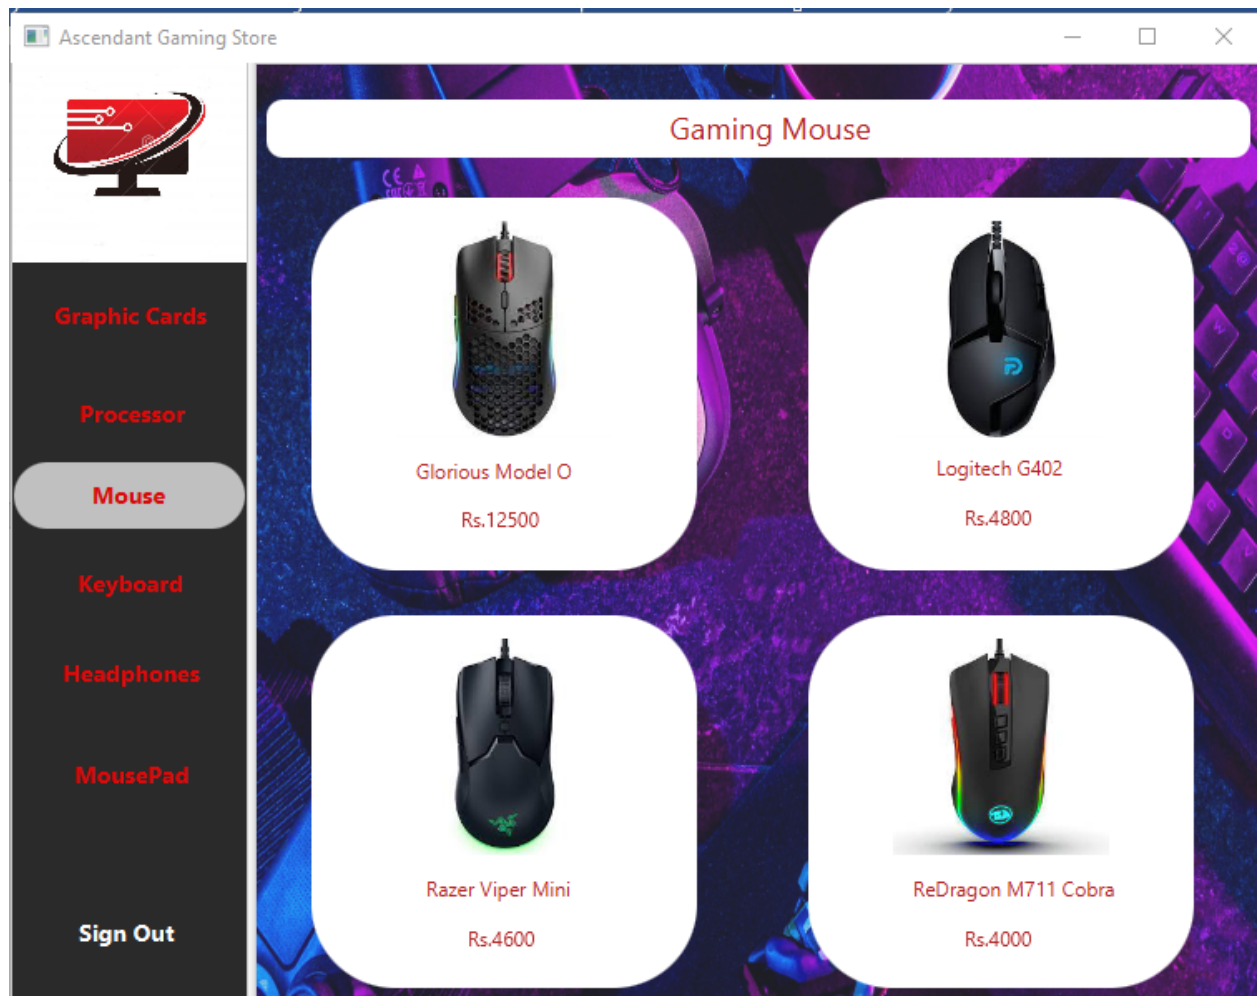 Ascendant Gaming Store
Graphic Cards
Processor
Mouse
Keyboard
Headphones
MousePad
Sign Out
Gaming Mouse
Glorious Model O
Rs.12500
Logitech G402
Rs.4800
Razer Viper Mini
Rs.4600
ReDragon M711 Cobra
Rs.4000